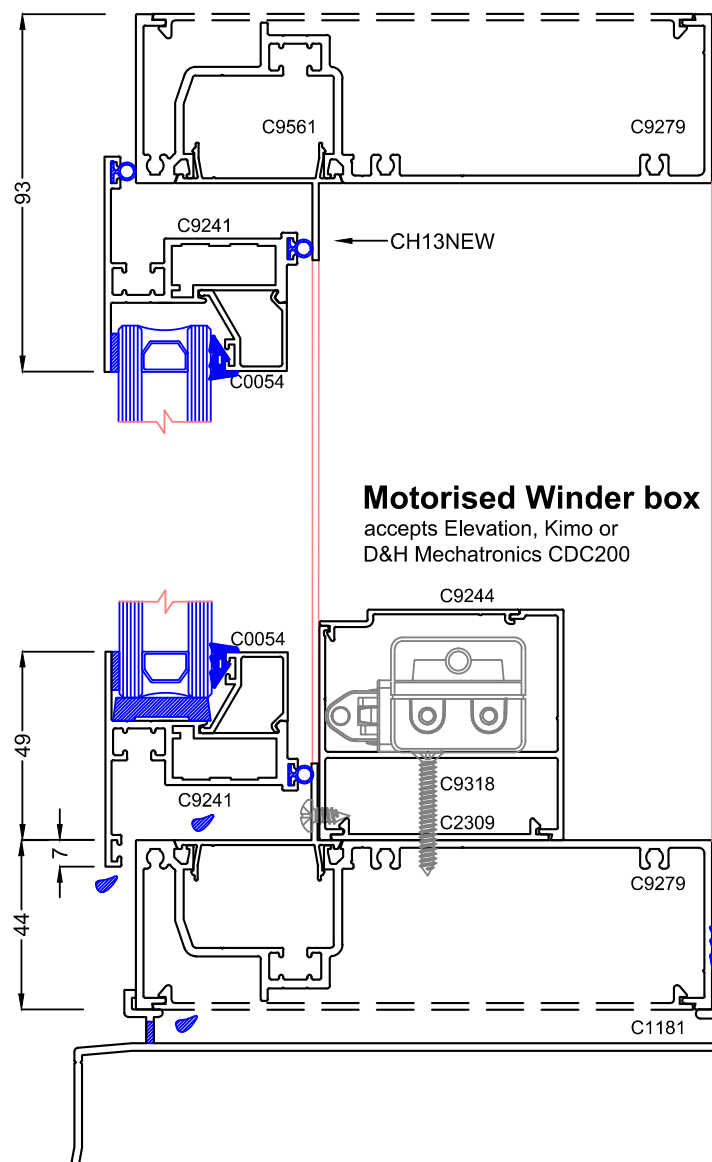 C9561
C9279
93
C9241
CH13NEW
C0054
Motorised Winder box
accepts Elevation, Kimo or
D&H Mechatronics CDC200
C9244
C0054
49
C9318
C9241
C2309
7
C9279
44
C1181